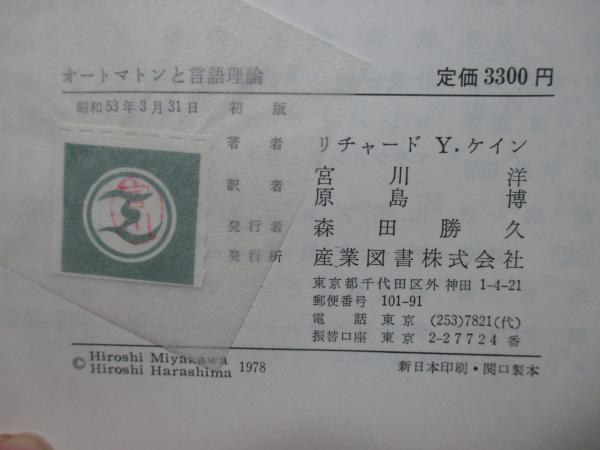 オートマトンと言語理論 定価 3300 円
昭和 53 年 3 月 31 日 初版
著者 リチャード Y. ケイン
訳者 宮川洋
原島博
発行者 森田勝久
発行所 産業図書株式会社
東京都千代田区外神田 1-4-21
郵便番号 101-91
電話 東京 (253)7821(代)
振替口座 東京 2-27724 番
© Hiroshi Miyakawa
Hiroshi Harashima 1978
新日本印刷・関口製本